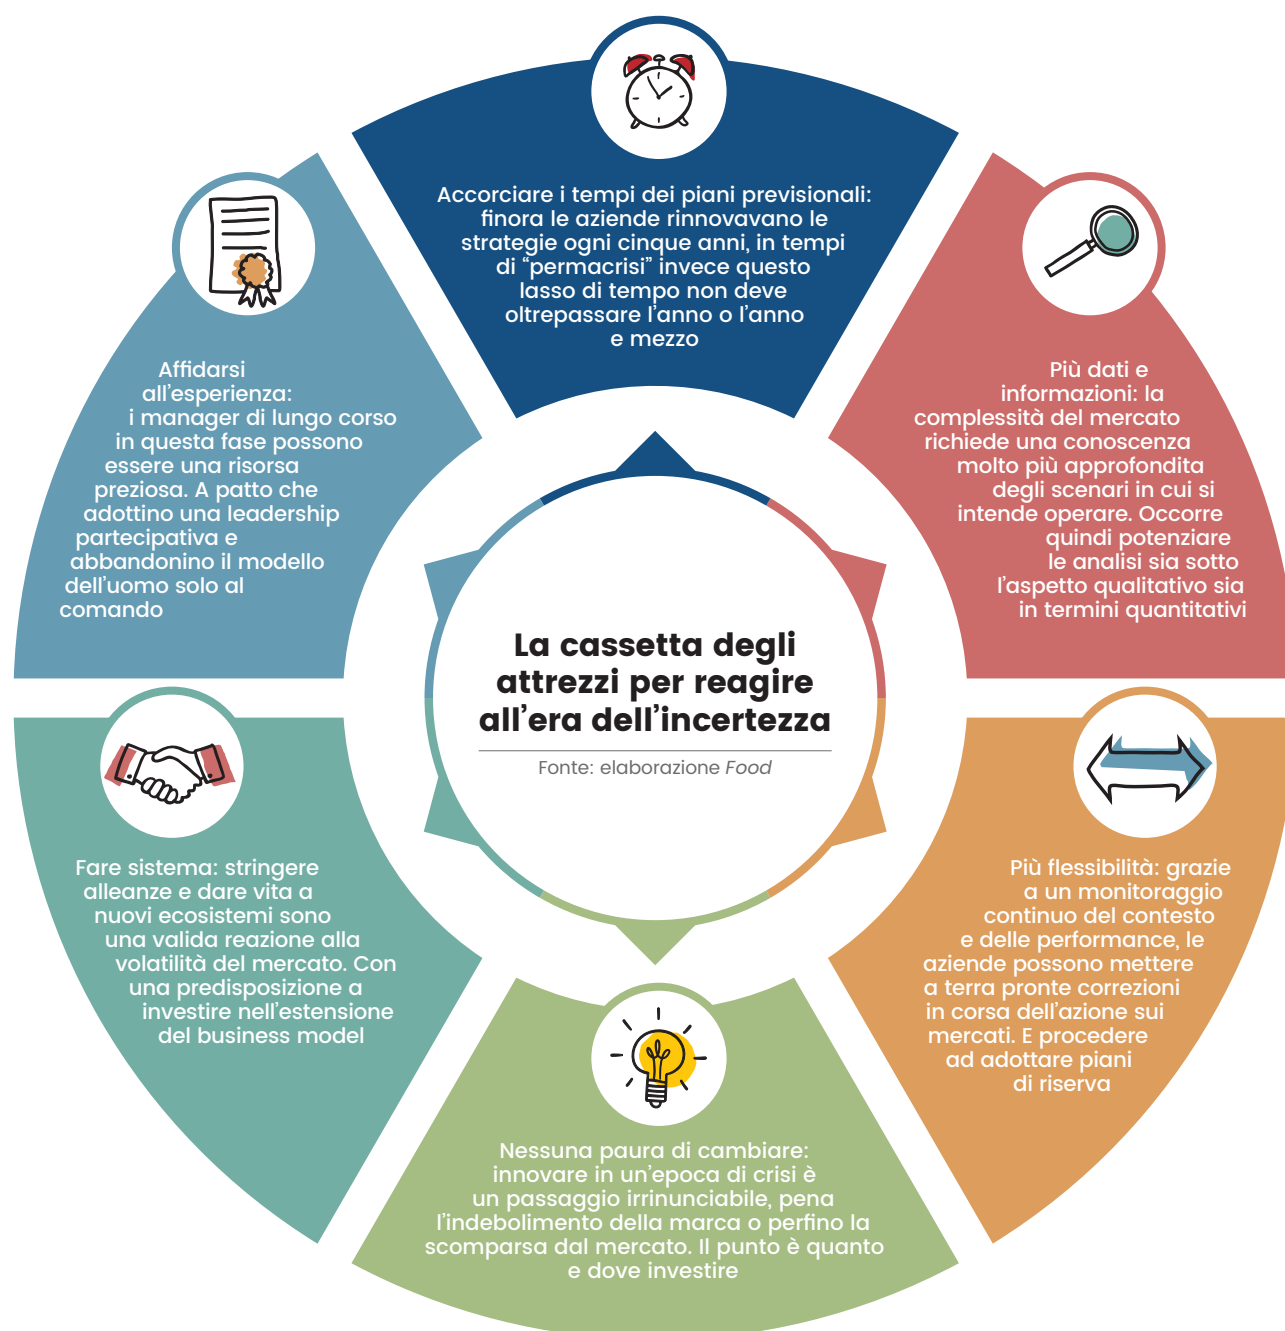 Accorciare i tempi dei piani previsionali:
finora le aziende rinnovavano le
strategie ogni cinque anni, in tempi
di “permacrisi” invece questo
lasso di tempo non deve
oltrepassare l’anno o l’anno
e mezzo
Più dati e
informazioni: la
complessità del mercato
richiede una conoscenza
molto più approfondita
degli scenari in cui si
intende operare. Occorre
quindi potenziare
le analisi sia sotto
l’aspetto qualitativo sia
in termini quantitativi
Più flessibilità: grazie
a un monitoraggio
continuo del contesto
e delle performance, le
aziende possono mettere
a terra pronte correzioni
in corsa dell’azione sui
mercati. E procedere
ad adottare piani
di riserva
Nessuna paura di cambiare:
innovare in un’epoca di crisi è
un passaggio irrinunciabile, pena
l’indebolimento della marca o perfino la
scomparsa dal mercato. Il punto è quanto
e dove investire
Fare sistema: stringere
alleanze e dare vita a
nuovi ecosistemi sono
una valida reazione alla
volatilità del mercato. Con
una predisposizione a
investire nell’estensione
del business model
Affidarsi
all’esperienza:
i manager di lungo corso
in questa fase possono
essere una risorsa
preziosa. A patto che
adottino una leadership
partecipativa e
abbandonino il modello
dell’uomo solo al
comando
La cassetta degli
attrezzi per reagire
all’era dell’incertezza
Fonte: elaborazione Food